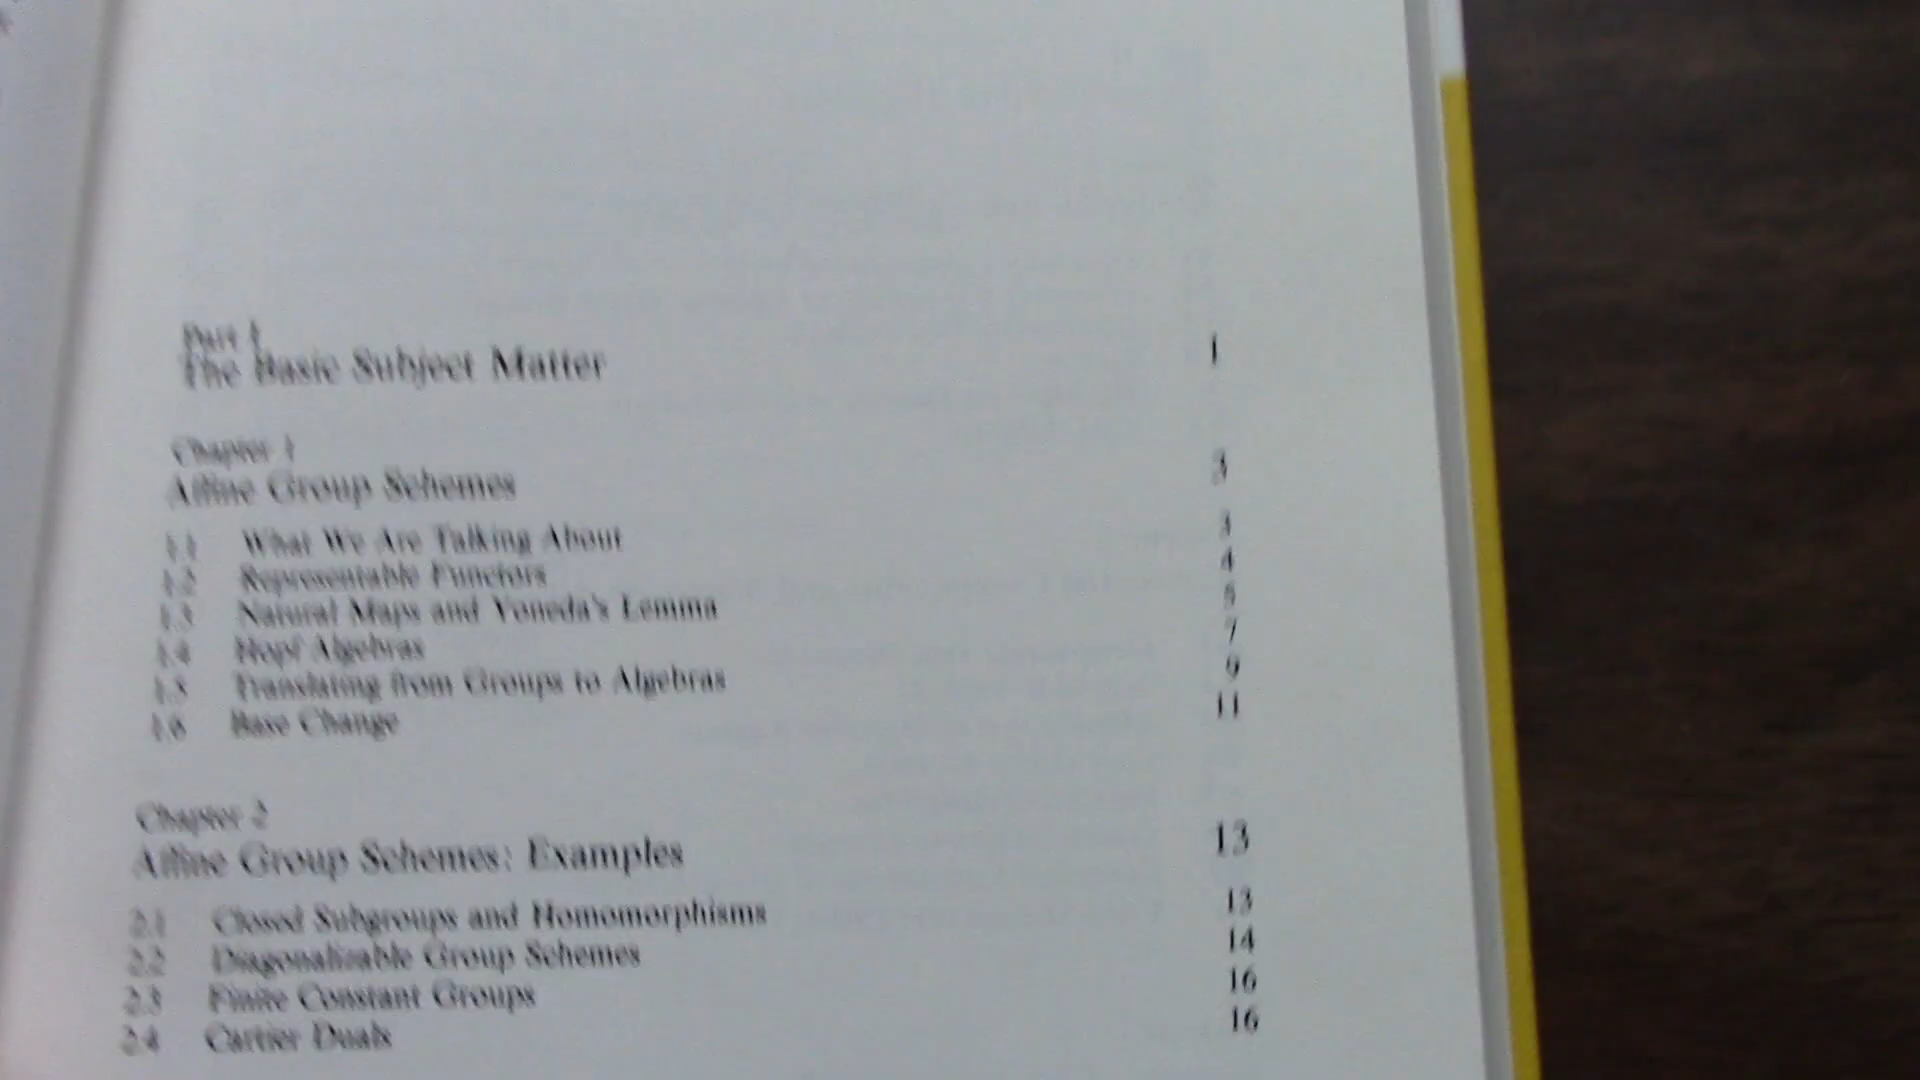 Part I
The Basic Subject Matter 1
Chapter 1
Affine Group Schemes 3
1.1 What We Are Talking About 3
1.2 Representable Functors 4
1.3 Natural Maps and Yoneda's Lemma 5
1.4 Hopf Algebras 7
1.5 Translating from Groups to Algebras 9
1.6 Base Change 11
Chapter 2
Affine Group Schemes: Examples 13
2.1 Closed Subgroups and Homomorphisms 13
2.2 Diagonalizable Group Schemes 14
2.3 Finite Constant Groups 16
2.4 Cartier Duals 16